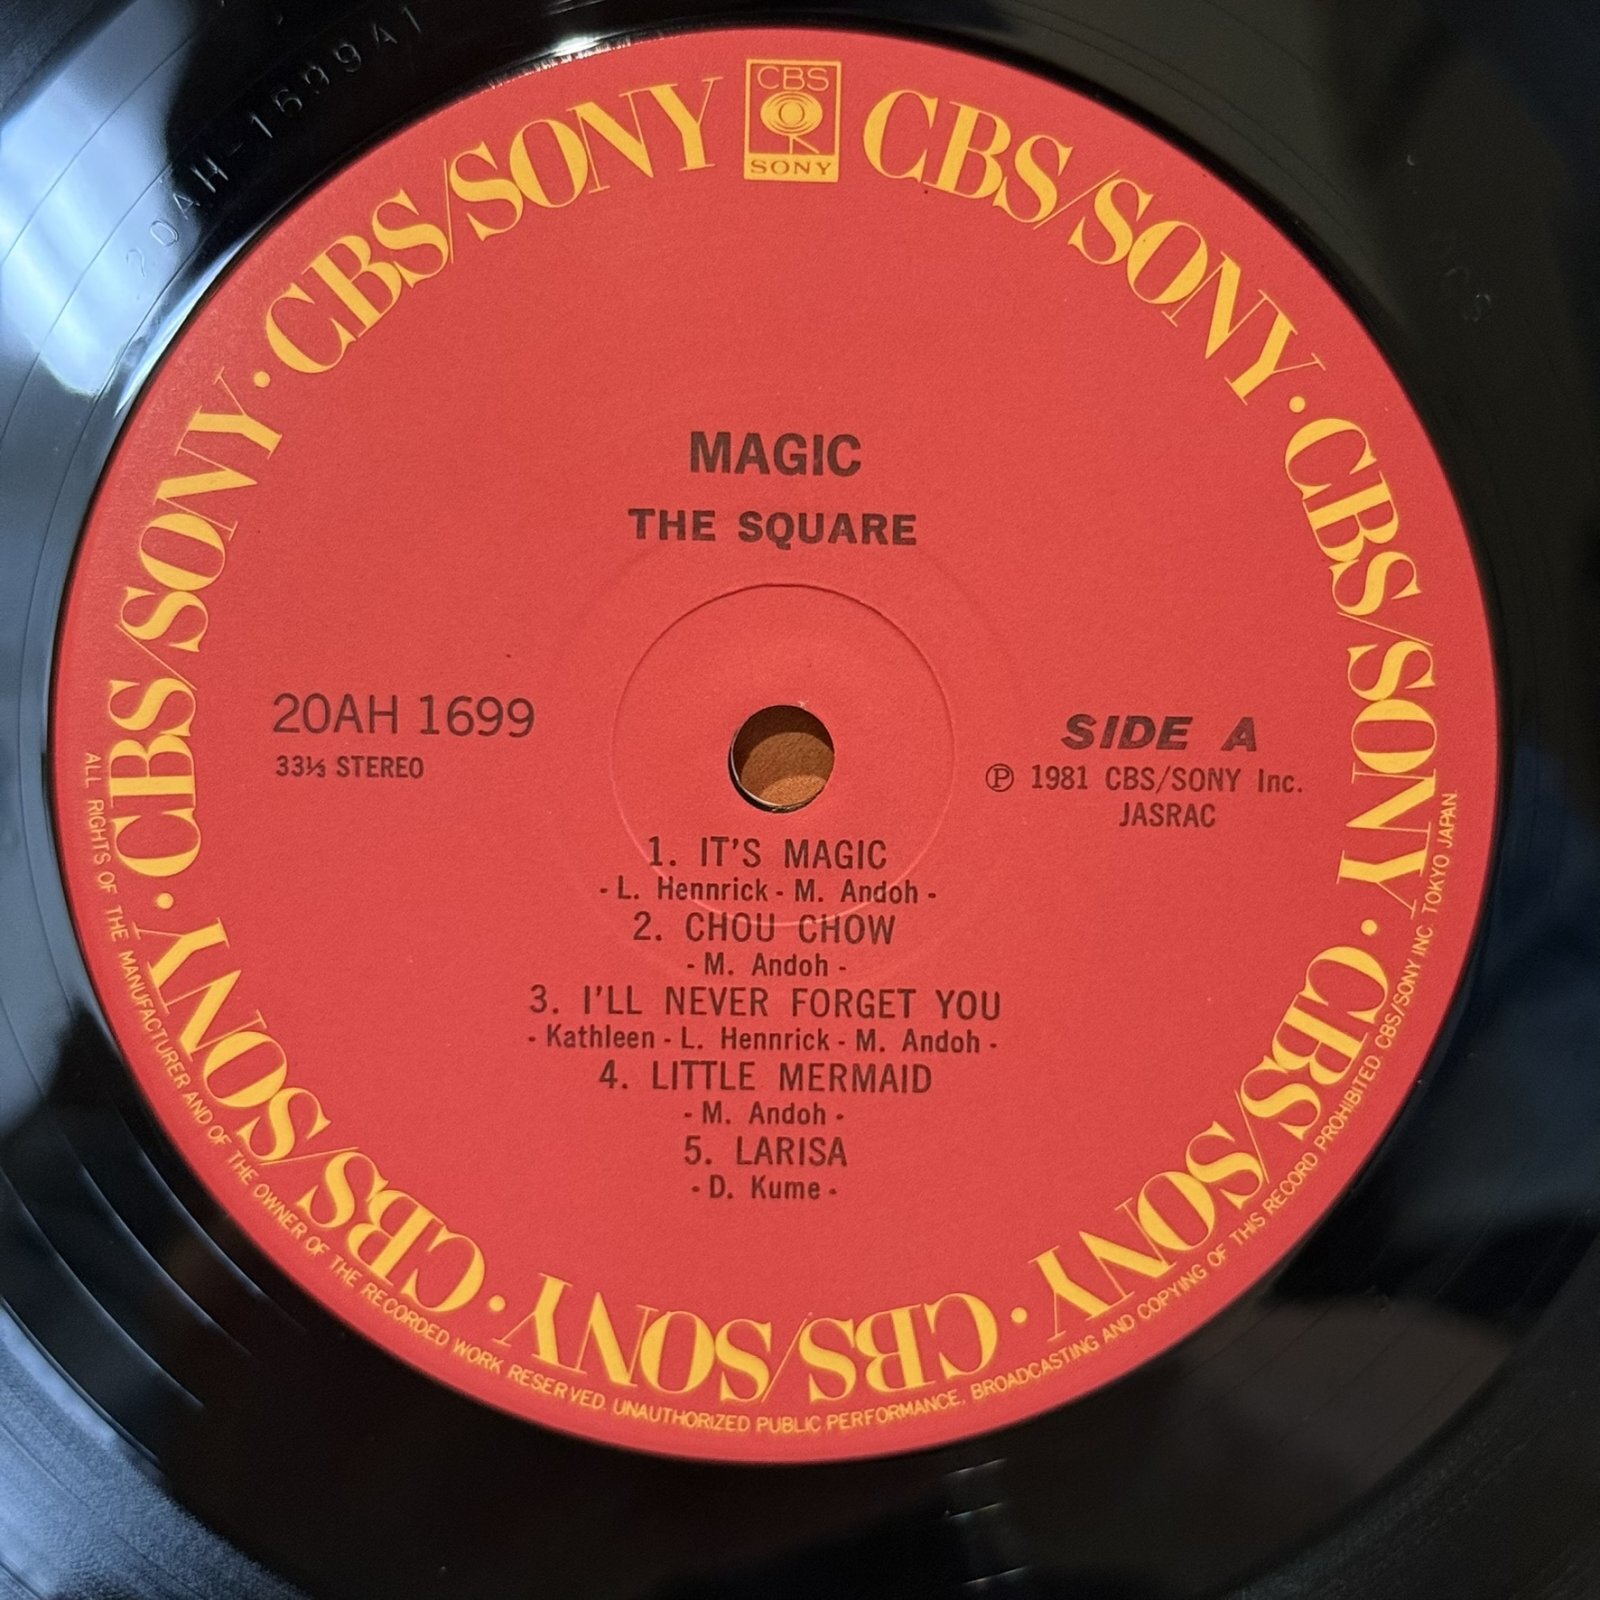 20AH-1699A1
CBS
SONY
CBS/SONY · CBS/SONY · CBS/SONY · CBS/SONY · CBS/SONY · CBS/SONY · CBS/SONY
MAGIC
THE SQUARE
20AH 1699
33⅓ STEREO
SIDE A
Ⓟ 1981 CBS/SONY Inc.
JASRAC
1. IT'S MAGIC
- L. Hennrick - M. Andoh -
2. CHOU CHOW
- M. Andoh -
3. I'LL NEVER FORGET YOU
- Kathleen - L. Hennrick - M. Andoh -
4. LITTLE MERMAID
- M. Andoh -
5. LARISA
- D. Kume -
ALL RIGHTS OF THE MANUFACTURER AND OF THE OWNER OF THE RECORDED WORK RESERVED. UNAUTHORIZED PUBLIC PERFORMANCE, BROADCASTING AND COPYING OF THIS RECORD PROHIBITED. CBS/SONY INC. TOKYO JAPAN